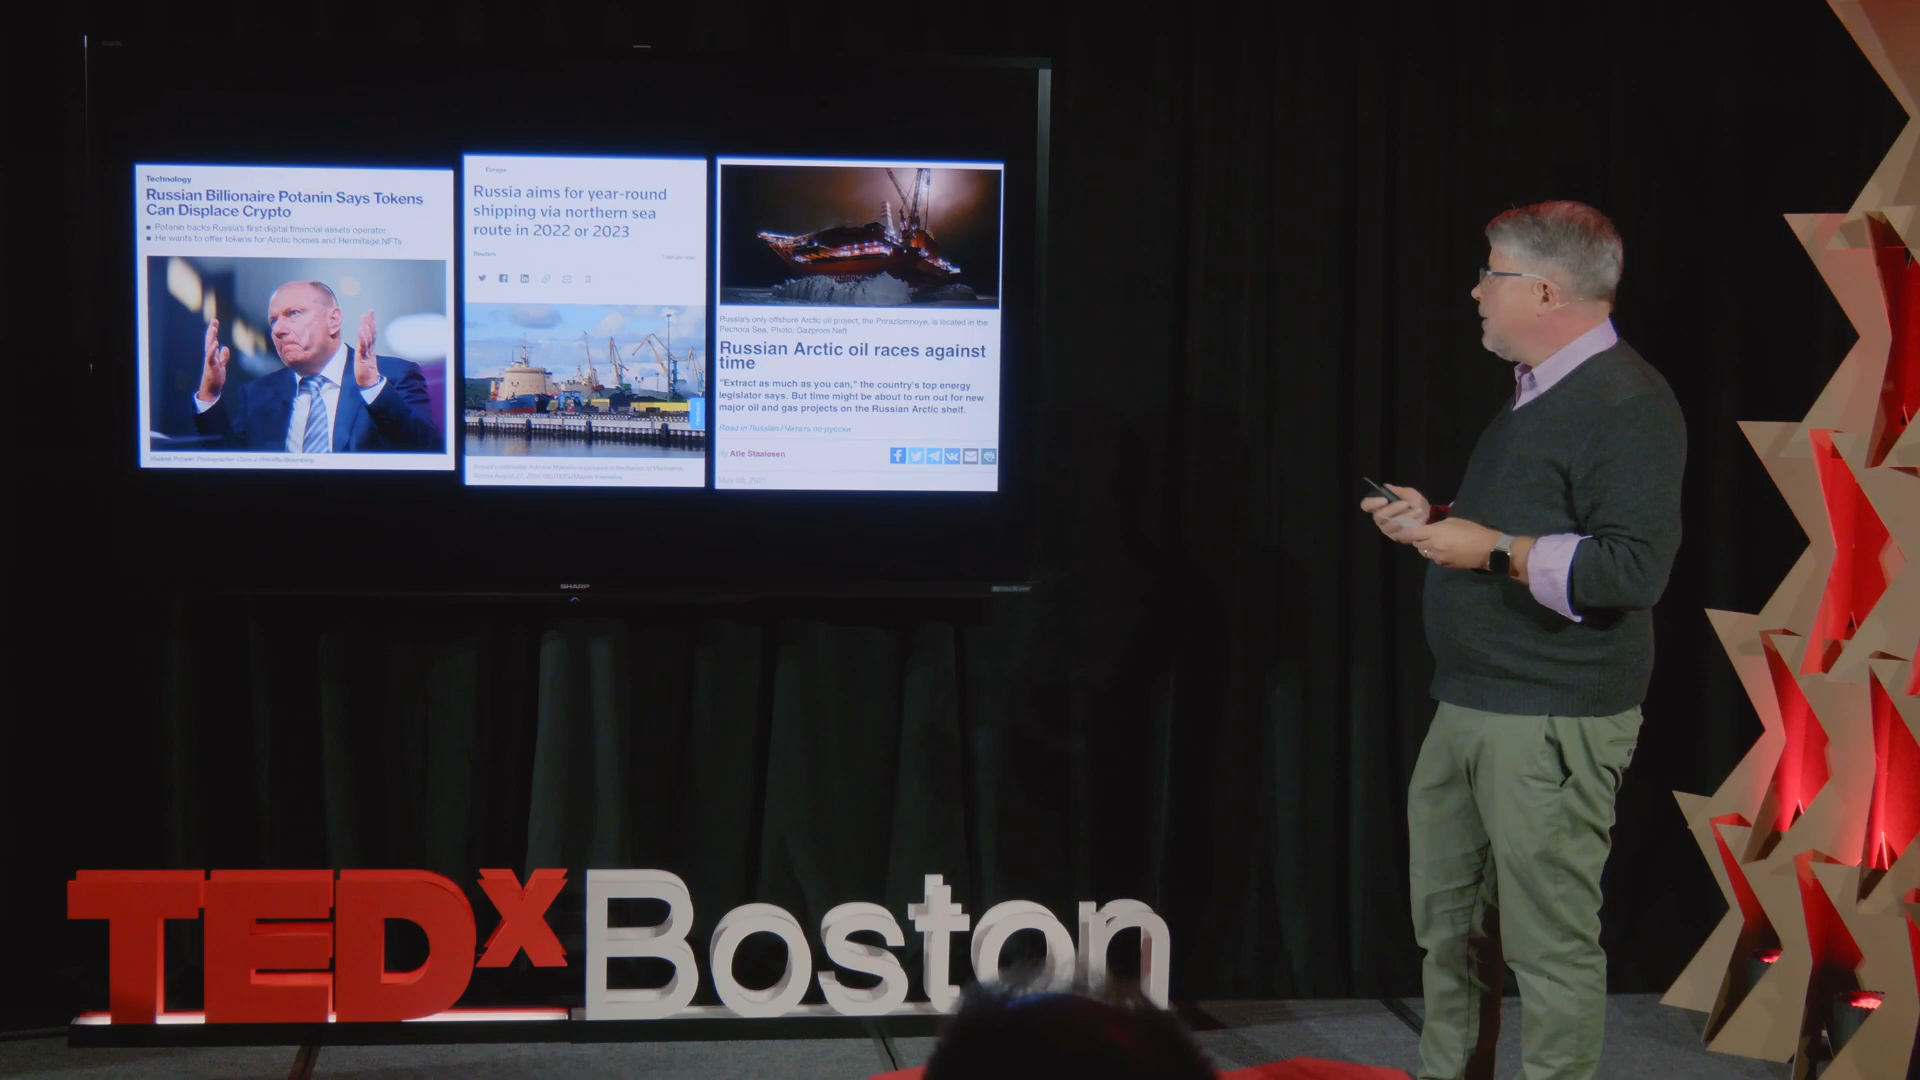 Technology
Russian Billionaire Potanin Says Tokens
Can Displace Crypto
Potanin backs Russia's first digital financial assets operator
He wants to offer tokens for Arctic homes and Hermitage NFTs
Europe
Russia aims for year-round
shipping via northern sea
route in 2022 or 2023
Reuters
Russia's only offshore Arctic oil project, the Prirazlomnoye, is located in the
Pechora Sea. Photo: Gazprom Neft
Russian Arctic oil races against
time
"Extract as much as you can," the country's top energy
legislator says. But time might be about to run out for new
major oil and gas projects on the Russian Arctic shelf.
Read in Russian | Читать по-русски
By Atle Staalesen
SHARP
TEDxBoston